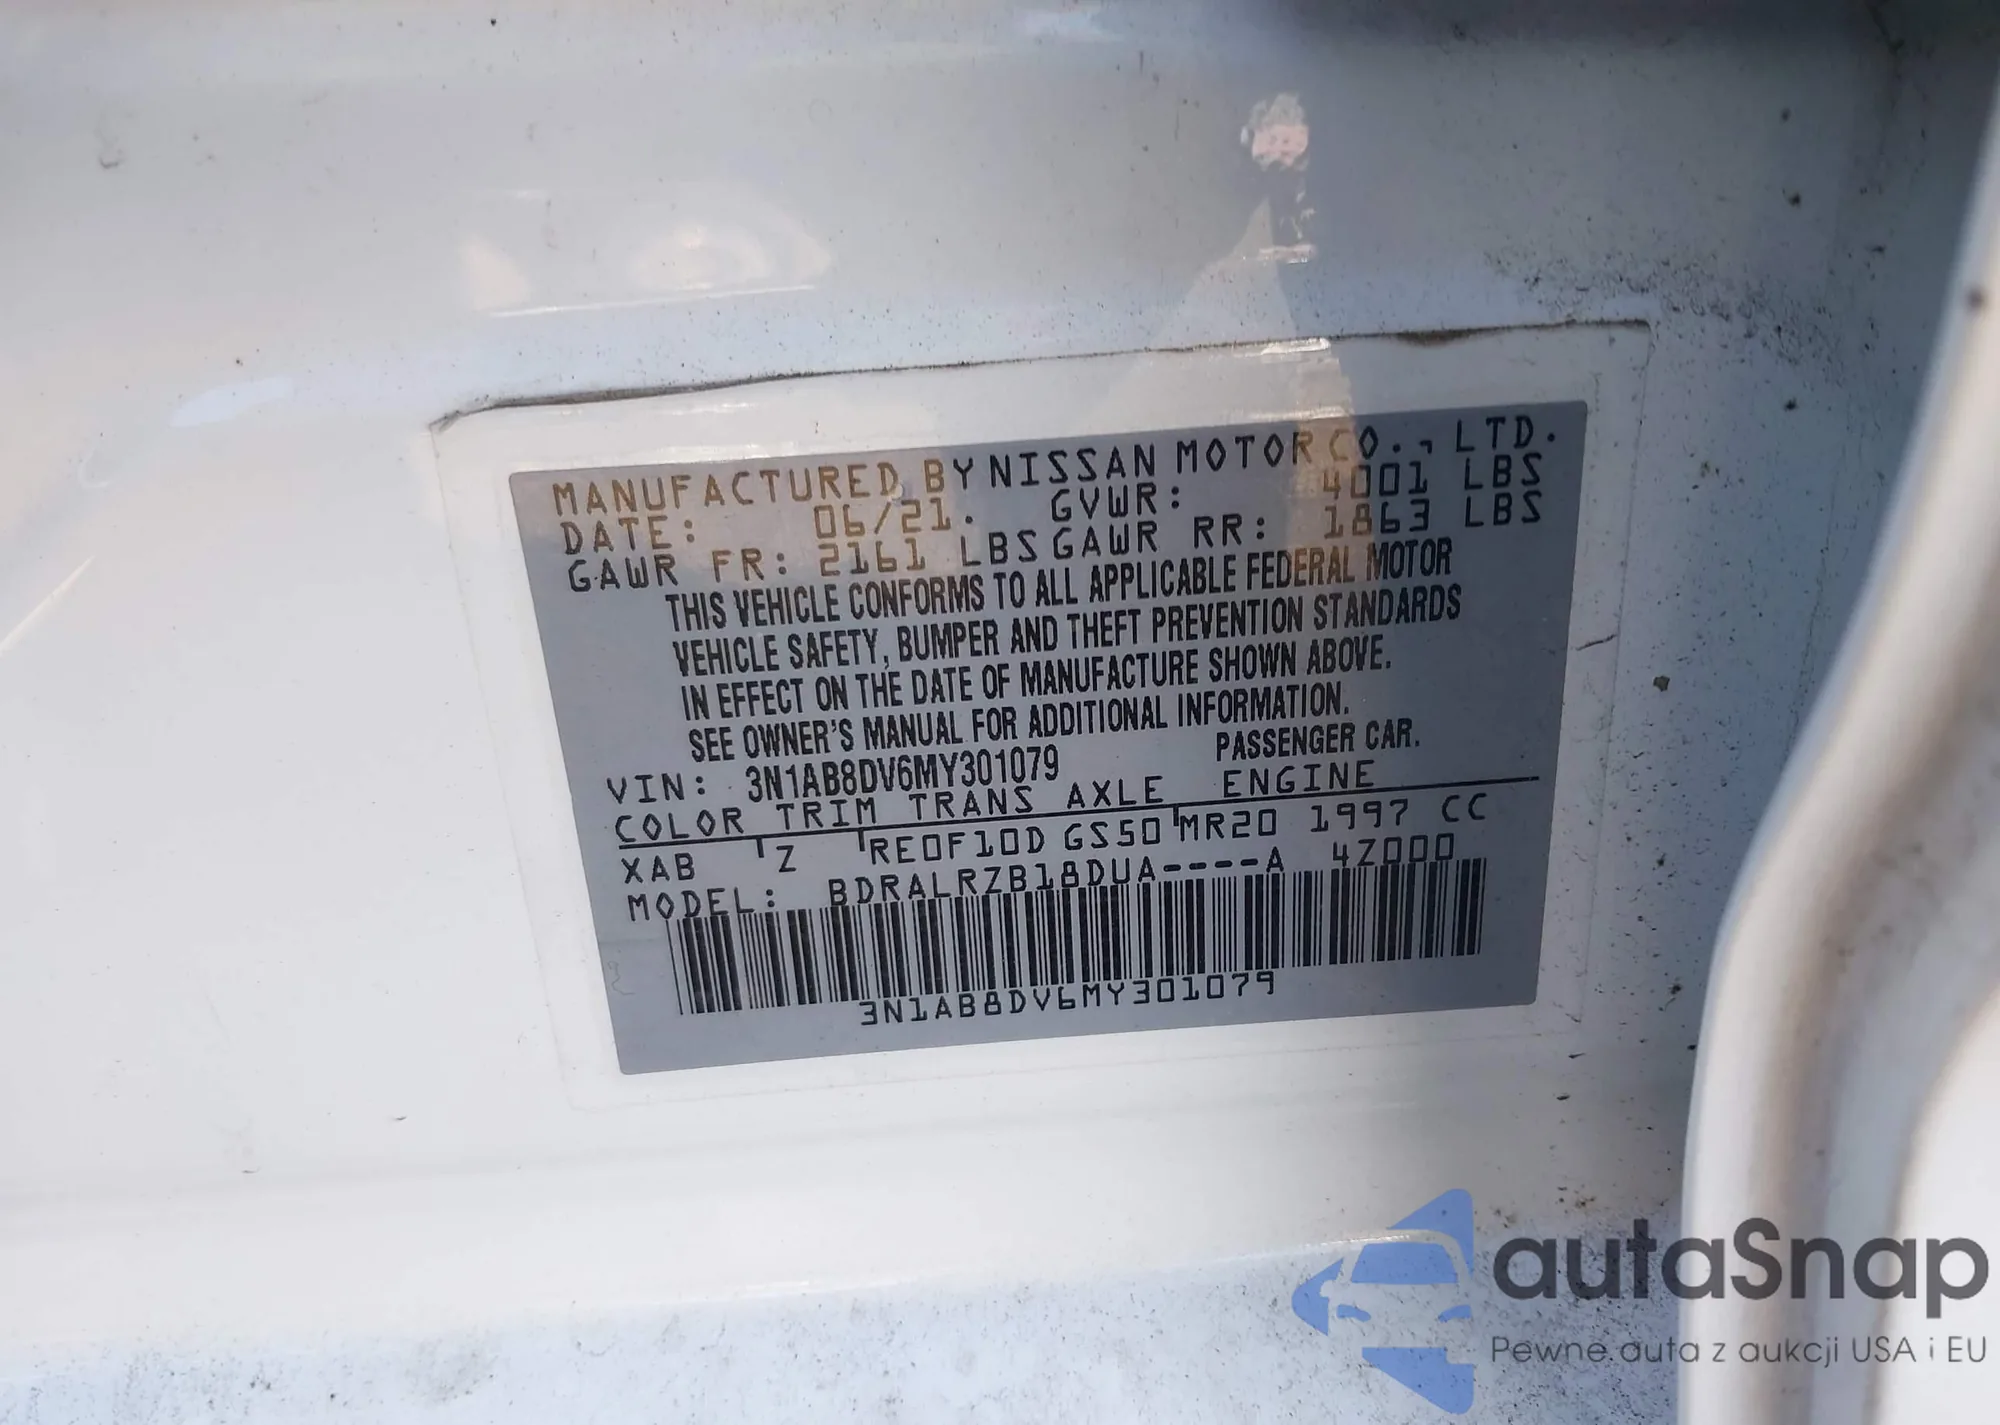 MANUFACTURED BY NISSAN MOTOR CO., LTD.
DATE: 06/21. GVWR: 4001 LBS
GAWR FR: 2161 LBS GAWR RR: 1863 LBS
THIS VEHICLE CONFORMS TO ALL APPLICABLE FEDERAL MOTOR
VEHICLE SAFETY, BUMPER AND THEFT PREVENTION STANDARDS
IN EFFECT ON THE DATE OF MANUFACTURE SHOWN ABOVE.
SEE OWNER'S MANUAL FOR ADDITIONAL INFORMATION.
VIN: 3N1AB8DV6MY301079 PASSENGER CAR.
COLOR TRIM TRANS AXLE ENGINE
XAB Z RE0F10D GS50 MR20 1997 CC
MODEL: BDRALRZB18DUA----A 4Z000
3N1AB8DV6MY301079
autaSnap
Pewne auta z aukcji USA i EU